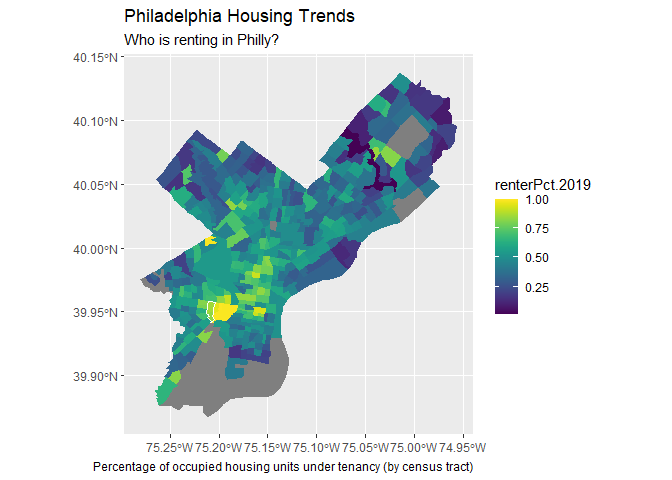 Philadelphia Housing Trends
Who is renting in Philly?
40.15°N
40.10°N
40.05°N
40.00°N
39.95°N
39.90°N
75.25°W 75.20°W 75.15°W 75.10°W 75.05°W 75.00°W 74.95°W
Percentage of occupied housing units under tenancy (by census tract)
renterPct.2019
1.00
0.75
0.50
0.25